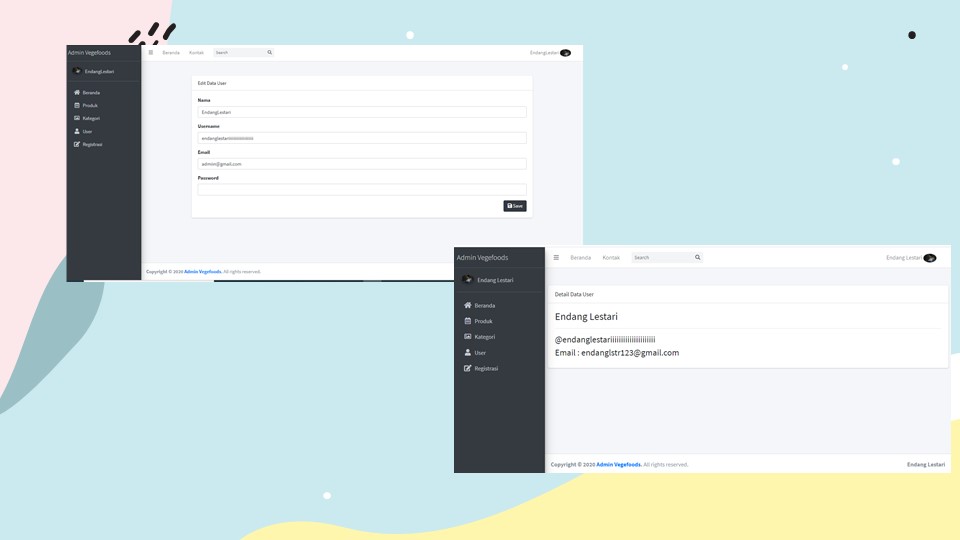 Admin Vegefoods
Beranda Kontak Search EndangLestari
EndangLestari
Beranda
Produk
Kategori
User
Registrasi
Edit Data User
Name
EndangLestari
Username
Email
admin@gmail.com
Password
Save
Copyright © 2020 Admin Vegefoods. All rights reserved.
Admin Vegefoods
Beranda Kontak Search Endang Lestari
Endang Lestari
Beranda
Produk
Kategori
User
Registrasi
Detail Data User
Endang Lestari
Email : endanglstr123@gmail.com
Copyright © 2020 Admin Vegefoods. All rights reserved. Endang Lestari